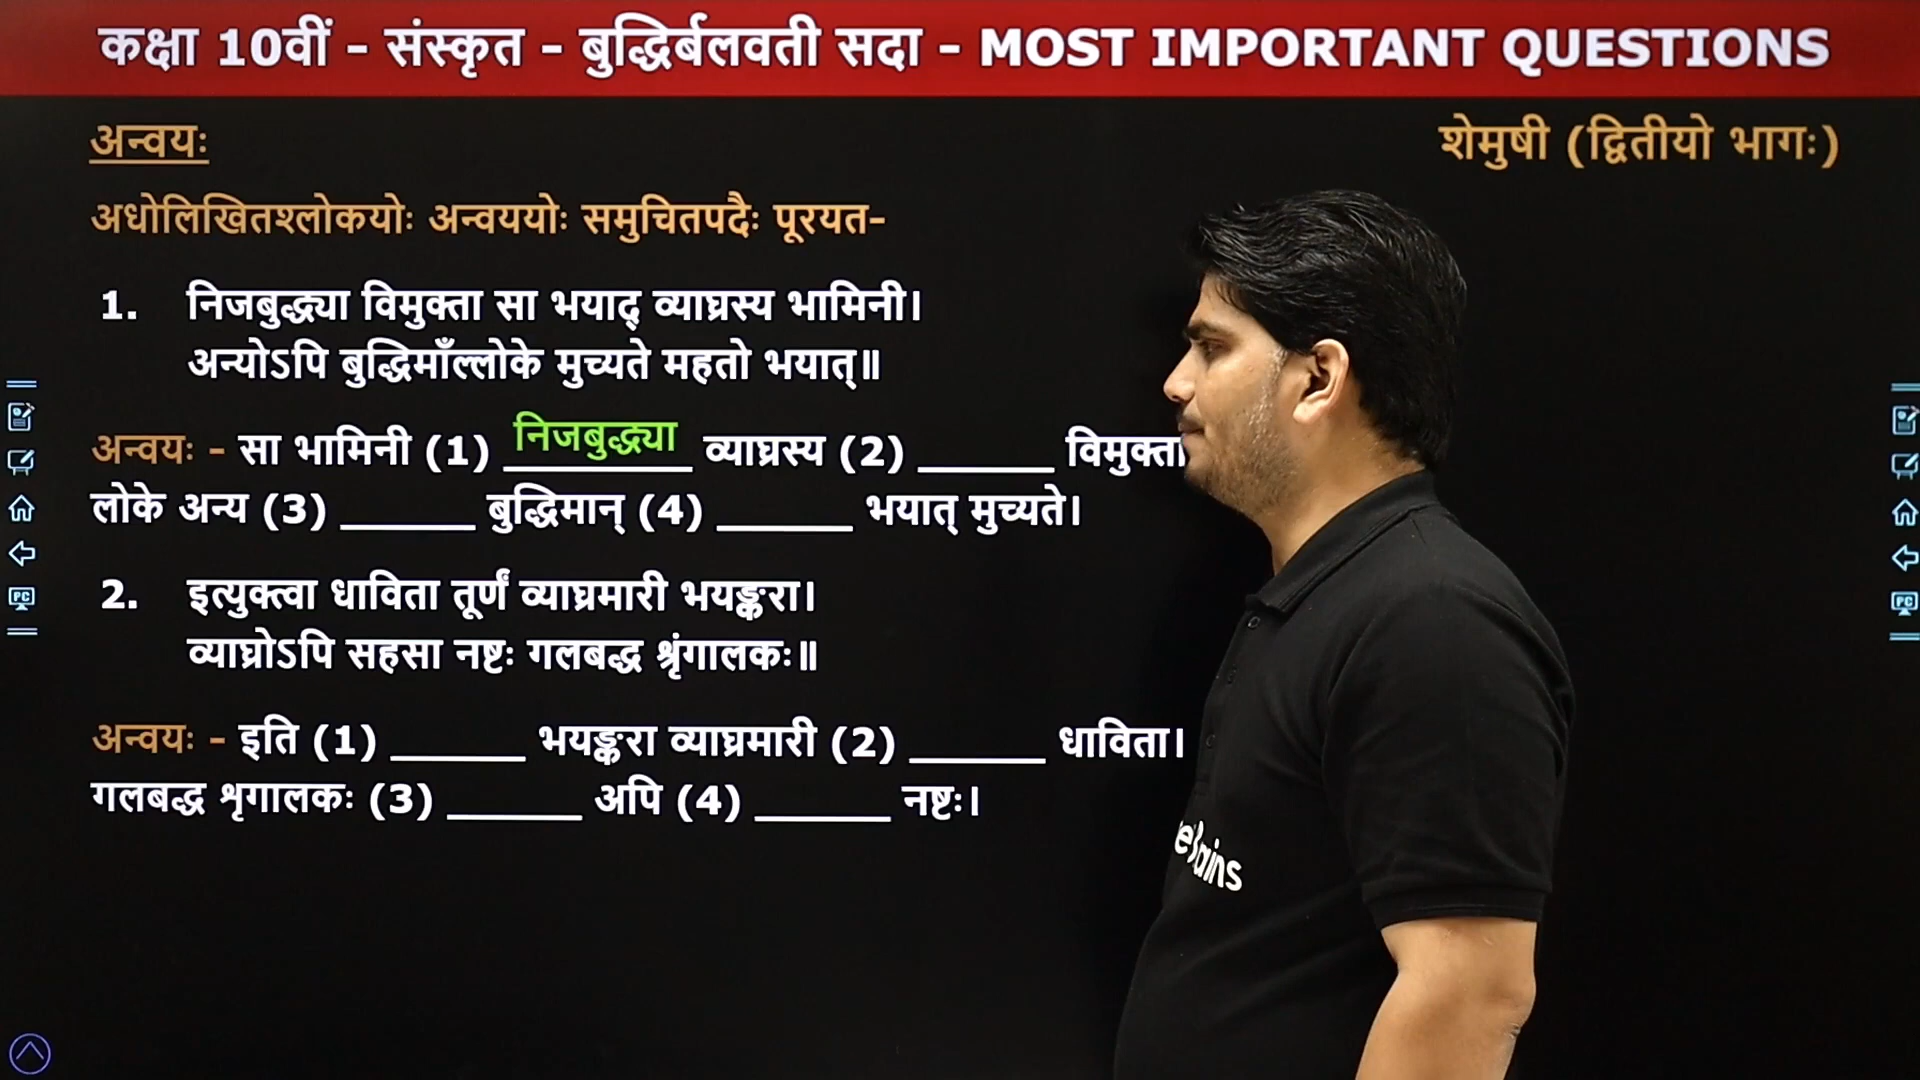 कक्षा 10वीं - संस्कृत - बुद्धिर्बलवती सदा - MOST IMPORTANT QUESTIONS
अन्वयः
शेमुषी (द्वितीयो भागः)
अधोलिखितश्लोकयोः अन्वययोः समुचितपदैः पूरयत-
1. निजबुद्ध्या विमुक्ता सा भयाद् व्याघ्रस्य भामिनी।
अन्योऽपि बुद्धिमाँल्लोके मुच्यते महतो भयात्॥
अन्वयः - सा भामिनी (1) निजबुद्ध्या व्याघ्रस्य (2) ______ विमुक्ता
लोके अन्य (3) ______ बुद्धिमान् (4) ______ भयात् मुच्यते।
2. इत्युक्त्वा धाविता तूर्णं व्याघ्रमारी भयङ्करा।
व्याघ्रोऽपि सहसा नष्टः गलबद्ध श्रृंगालकः॥
अन्वयः - इति (1) ______ भयङ्करा व्याघ्रमारी (2) ______ धाविता।
गलबद्ध शृगालकः (3) ______ अपि (4) ______ नष्टः।
PC
PC